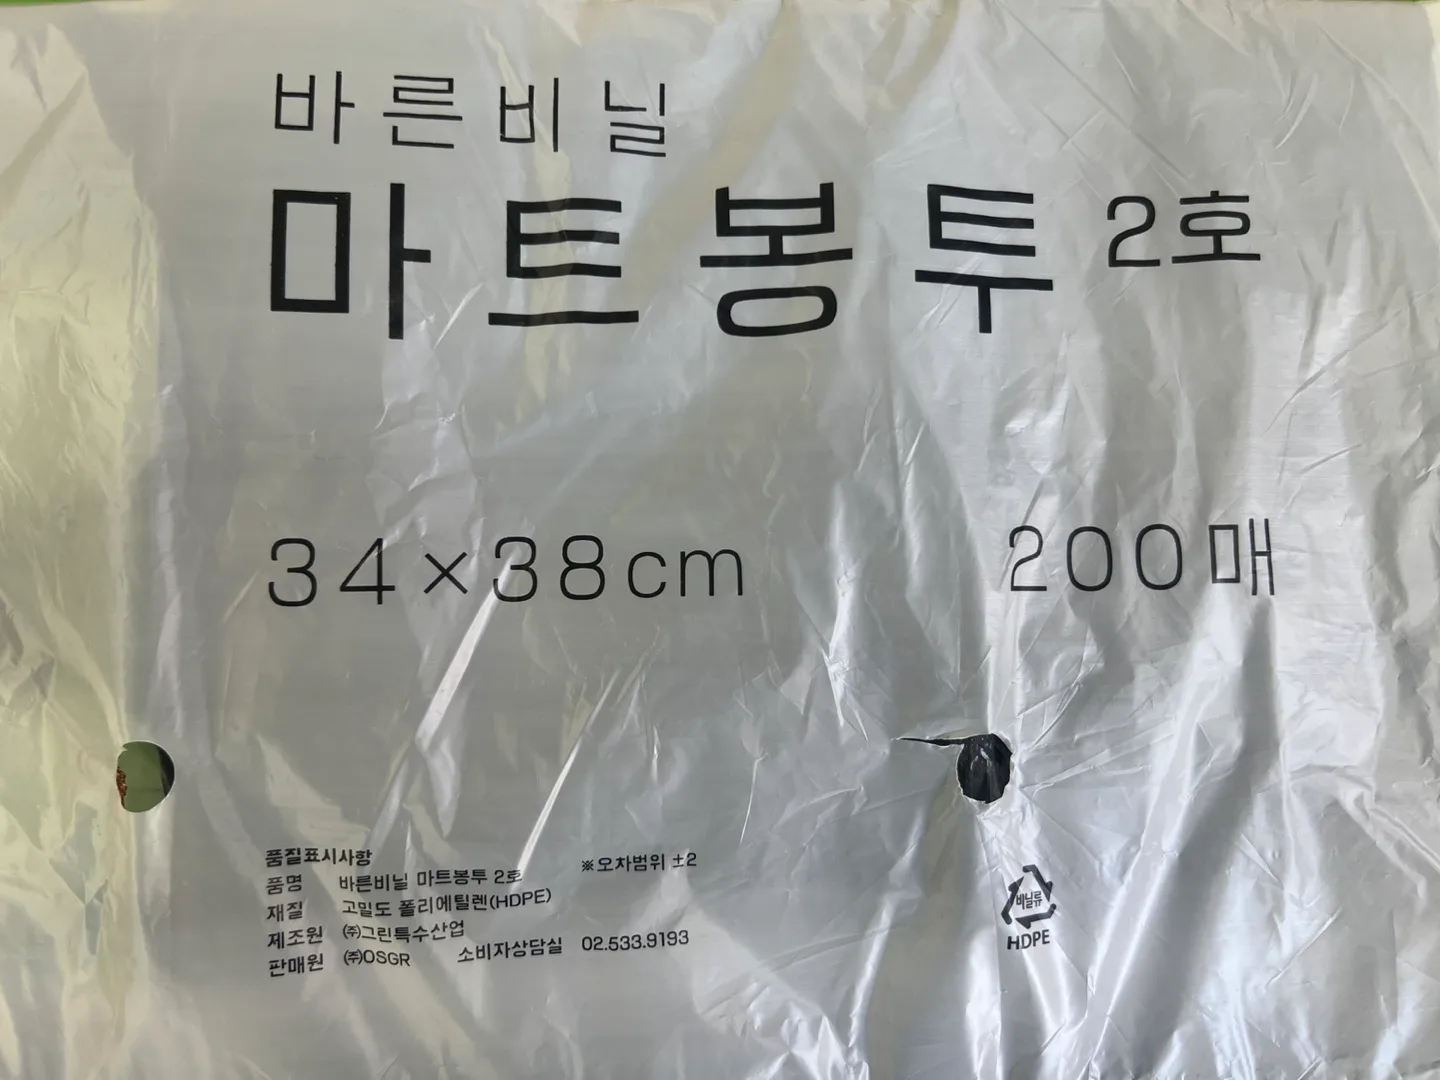 바른비닐
마트봉투 2호
34×38cm 200매
품질표시사항
품명 바른비닐 마트봉투 2호 ※오차범위 ±2
재질 고밀도 폴리에틸렌(HDPE)
제조원 ㈜그린특수산업
판매원 ㈜OSGR 소비자상담실 02.533.9193
비닐류
HDPE